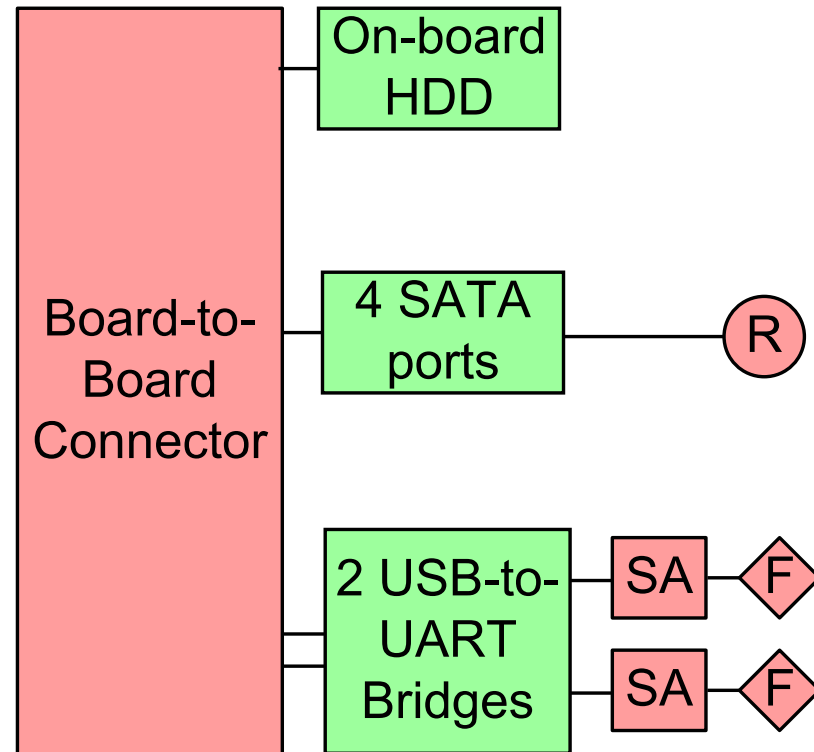 On-board
HDD
Board-to-
Board
Connector
4 SATA
ports
R
2 USB-to-
UART
Bridges
SA
F
SA
F